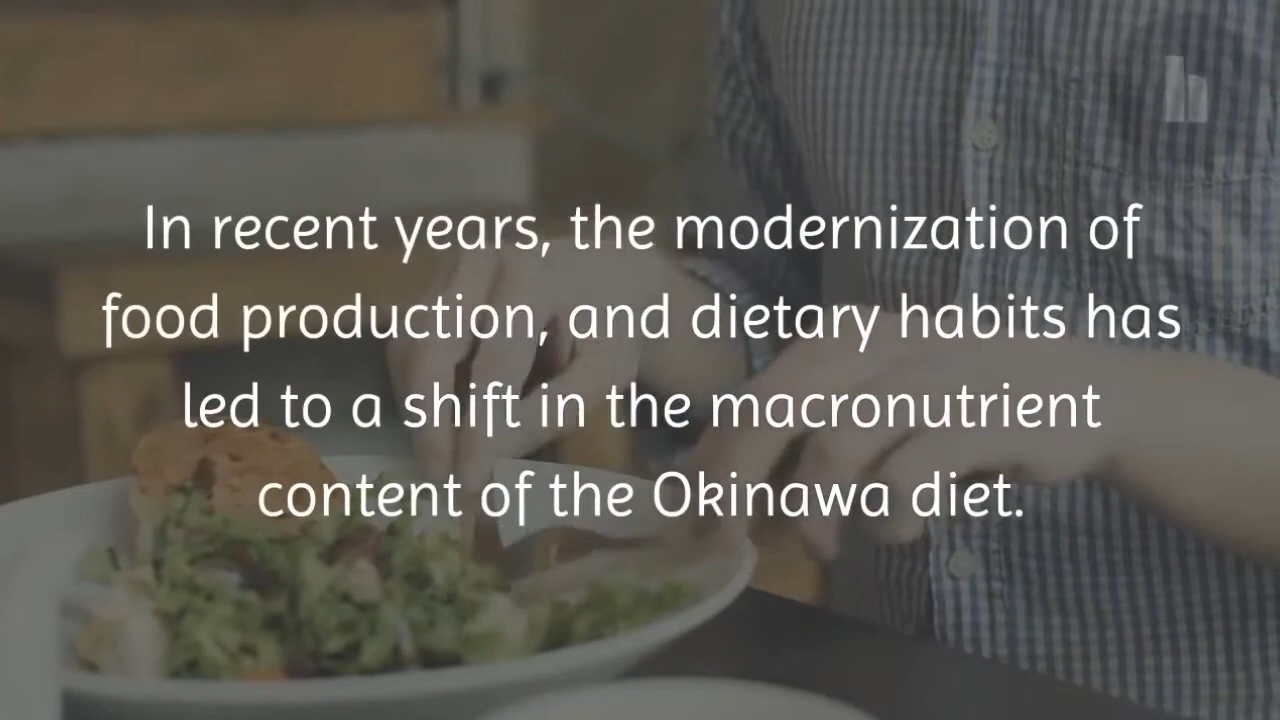 In recent years, the modernization of
food production, and dietary habits has
led to a shift in the macronutrient
content of the Okinawa diet.